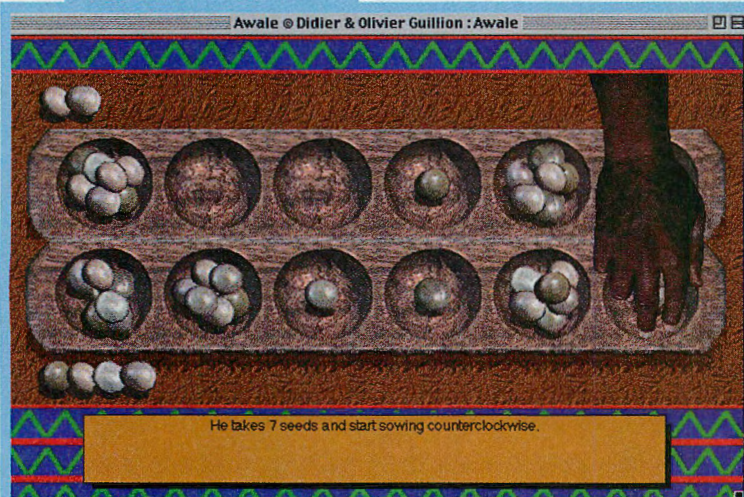 Awale © Didier & Olivier Guillion : Awale
He takes 7 seeds and start sowing counterclockwise.